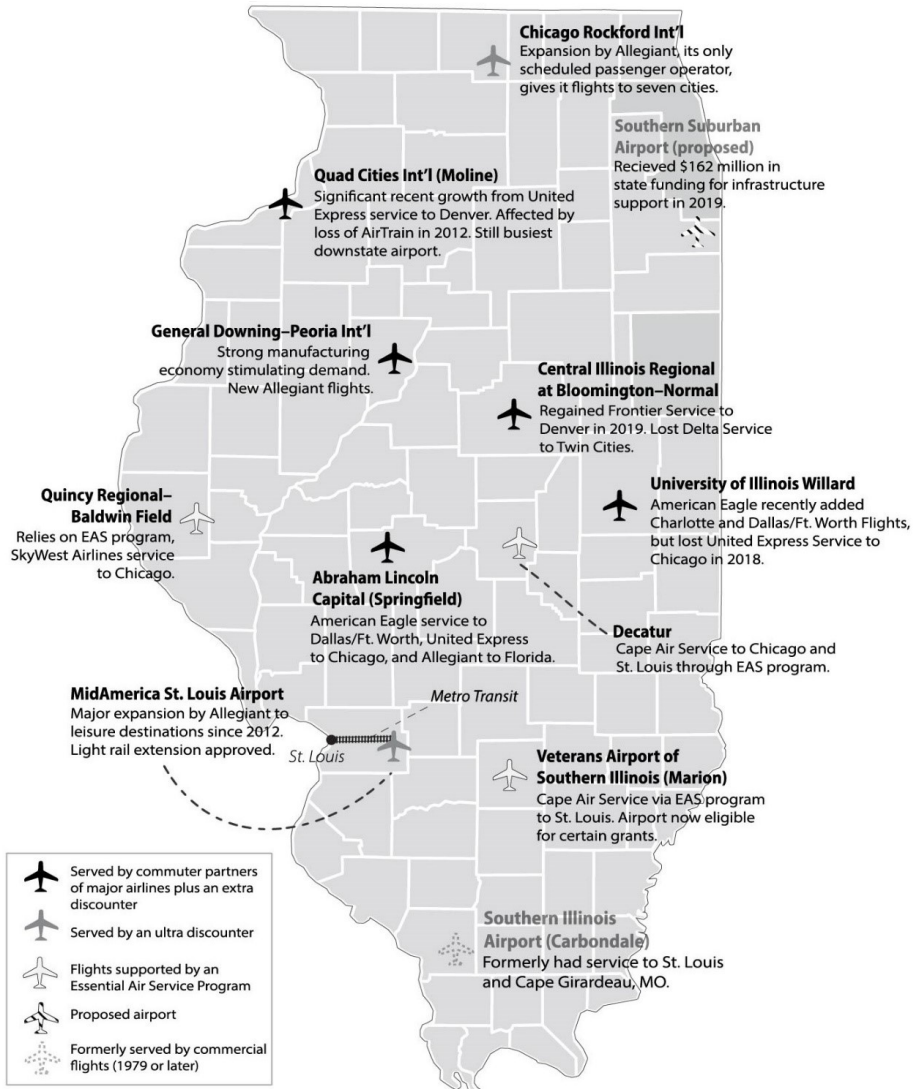 Chicago Rockford Int'l
Expansion by Allegiant, its only
scheduled passenger operator,
gives it flights to seven cities.
Southern Suburban
Airport (proposed)
Recieved $162 million in
state funding for infrastructure
support in 2019.
Quad Cities Int'l (Moline)
Significant recent growth from United
Express service to Denver. Affected by
loss of AirTrain in 2012. Still busiest
downstate airport.
General Downing–Peoria Int'l
Strong manufacturing
economy stimulating demand.
New Allegiant flights.
Central Illinois Regional
at Bloomington–Normal
Regained Frontier Service to
Denver in 2019. Lost Delta Service
to Twin Cities.
Quincy Regional–
Baldwin Field
Relies on EAS program,
SkyWest Airlines service
to Chicago.
University of Illinois Willard
American Eagle recently added
Charlotte and Dallas/Ft. Worth Flights,
but lost United Express Service to
Chicago in 2018.
Abraham Lincoln
Capital (Springfield)
American Eagle service to
Dallas/Ft. Worth, United Express
to Chicago, and Allegiant to Florida.
Decatur
Cape Air Service to Chicago and
St. Louis through EAS program.
MidAmerica St. Louis Airport
Major expansion by Allegiant to
leisure destinations since 2012.
Light rail extension approved.
Metro Transit
St. Louis
Veterans Airport of
Southern Illinois (Marion)
Cape Air Service via EAS program
to St. Louis. Airport now eligible
for certain grants.
Southern Illinois
Airport (Carbondale)
Formerly had service to St. Louis
and Cape Girardeau, MO.
Served by commuter partners
of major airlines plus an extra
discounter
Served by an ultra discounter
Flights supported by an
Essential Air Service Program
Proposed airport
Formerly served by commercial
flights (1979 or later)